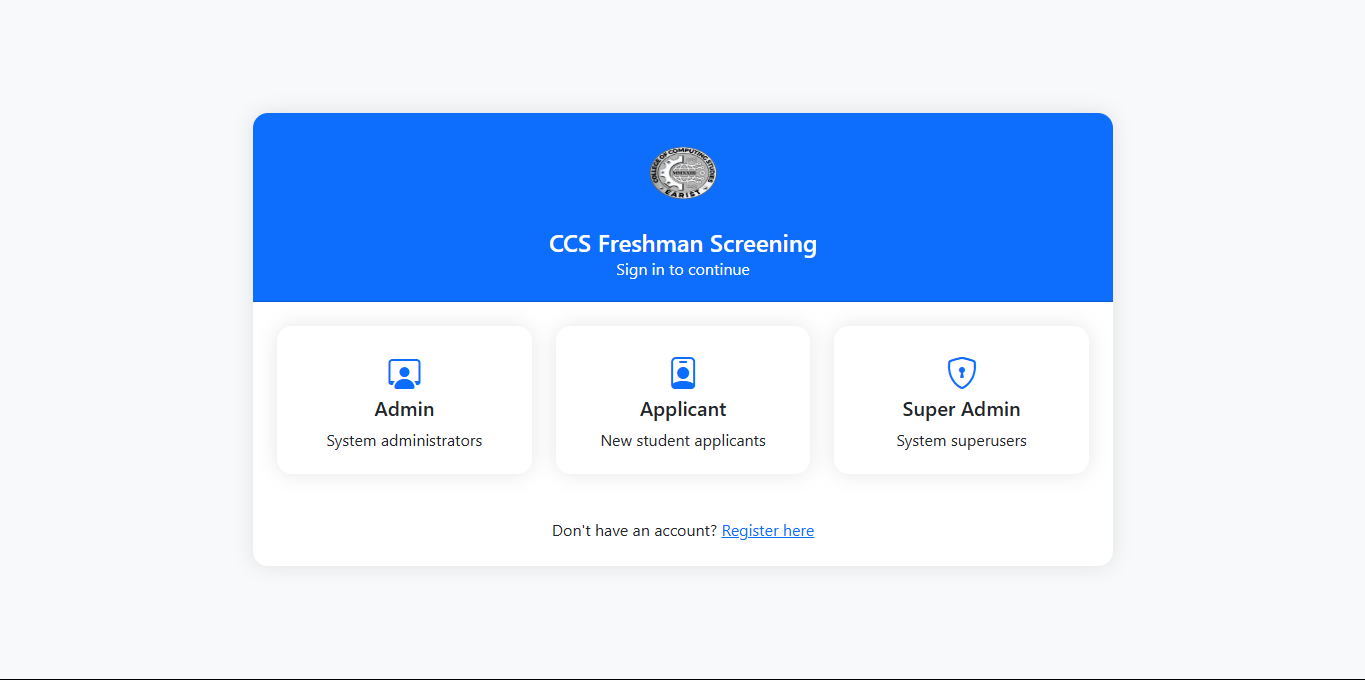 COLLEGE OF COMPUTING STUDIES
MMXXIII
EARIST
CCS Freshman Screening
Sign in to continue
Admin
System administrators
Applicant
New student applicants
Super Admin
System superusers
Don't have an account? Register here